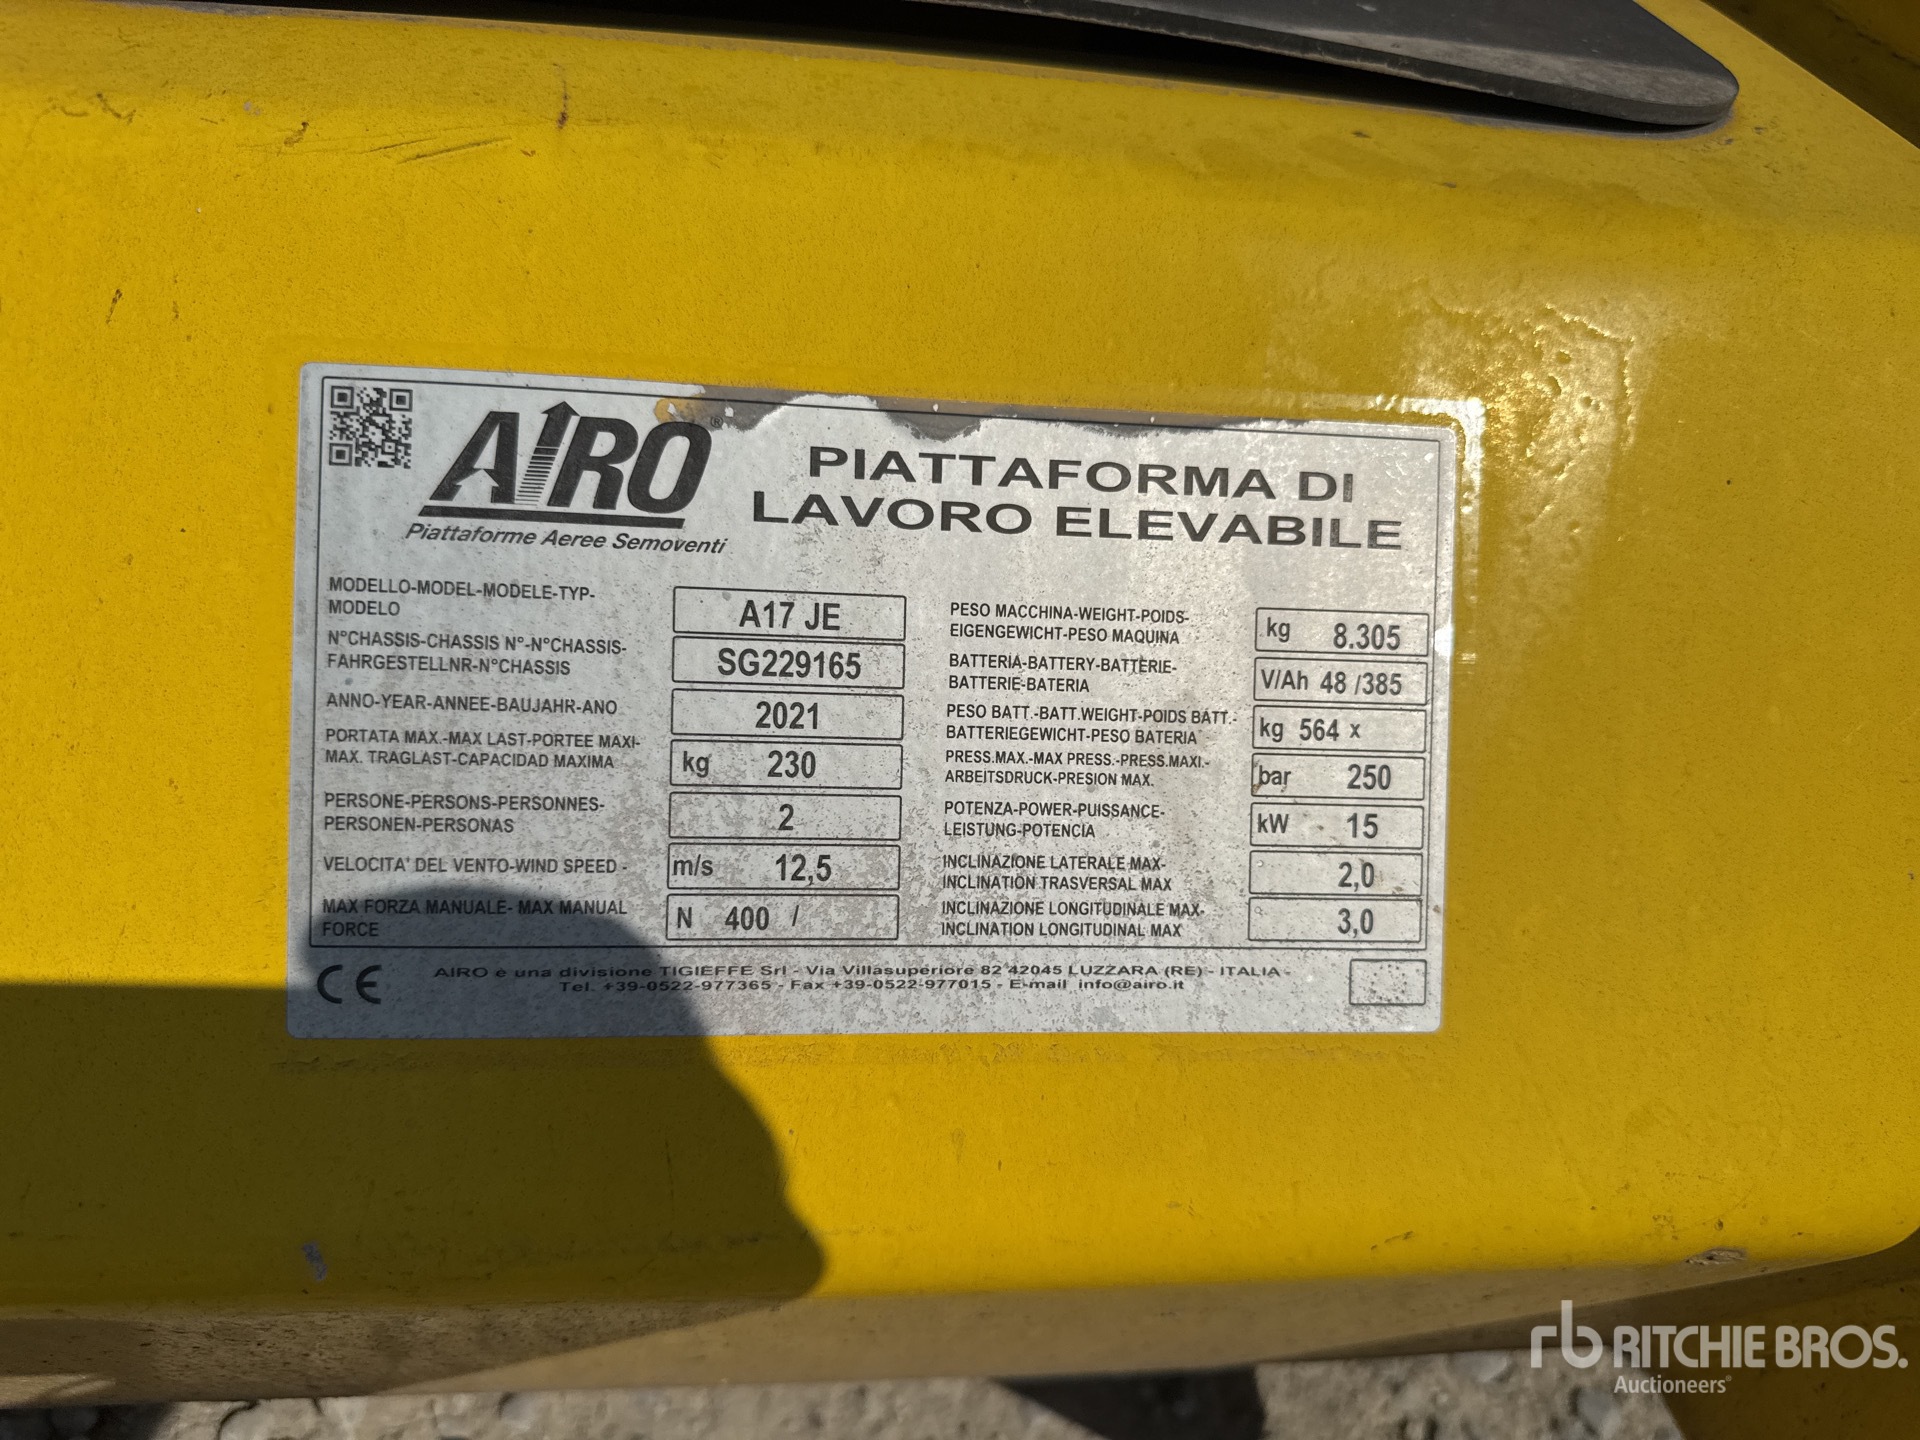 AIRO®
Piattaforme Aeree Semoventi
PIATTAFORMA DI
LAVORO ELEVABILE
MODELLO-MODEL-MODELE-TYP-
MODELO
A17 JE
N°CHASSIS-CHASSIS N°-N°CHASSIS-
FAHRGESTELLNR-N°CHASSIS
SG229165
ANNO-YEAR-ANNEE-BAUJAHR-ANO
2021
PORTATA MAX.-MAX LAST-PORTEE MAXI-
MAX. TRAGLAST-CAPACIDAD MAXIMA
kg 230
PERSONE-PERSONS-PERSONNES-
PERSONEN-PERSONAS
2
VELOCITA' DEL VENTO-WIND SPEED -
m/s 12,5
MAX FORZA MANUALE- MAX MANUAL
FORCE
N 400 /
PESO MACCHINA-WEIGHT-POIDS-
EIGENGEWICHT-PESO MAQUINA
kg 8.305
BATTERIA-BATTERY-BATTERIE-
BATTERIE-BATERIA
V/Ah 48 /385
PESO BATT.-BATT.WEIGHT-POIDS BATT.-
BATTERIEGEWICHT-PESO BATERIA
kg 564 x
PRESS.MAX.-MAX PRESS.-PRESS.MAXI.-
ARBEITSDRUCK-PRESION MAX.
bar 250
POTENZA-POWER-PUISSANCE-
LEISTUNG-POTENCIA
kW 15
INCLINAZIONE LATERALE MAX-
INCLINATION TRASVERSAL MAX
2,0
INCLINAZIONE LONGITUDINALE MAX-
INCLINATION LONGITUDINAL MAX
3,0
CE
AIRO è una divisione TIGIEFFE Srl - Via Villasuperiore 82 42045 LUZZARA (RE) - ITALIA -
Tel. +39-0522-977365 - Fax +39-0522-977015 - E-mail info@airo.it
rb RITCHIE BROS.
Auctioneers